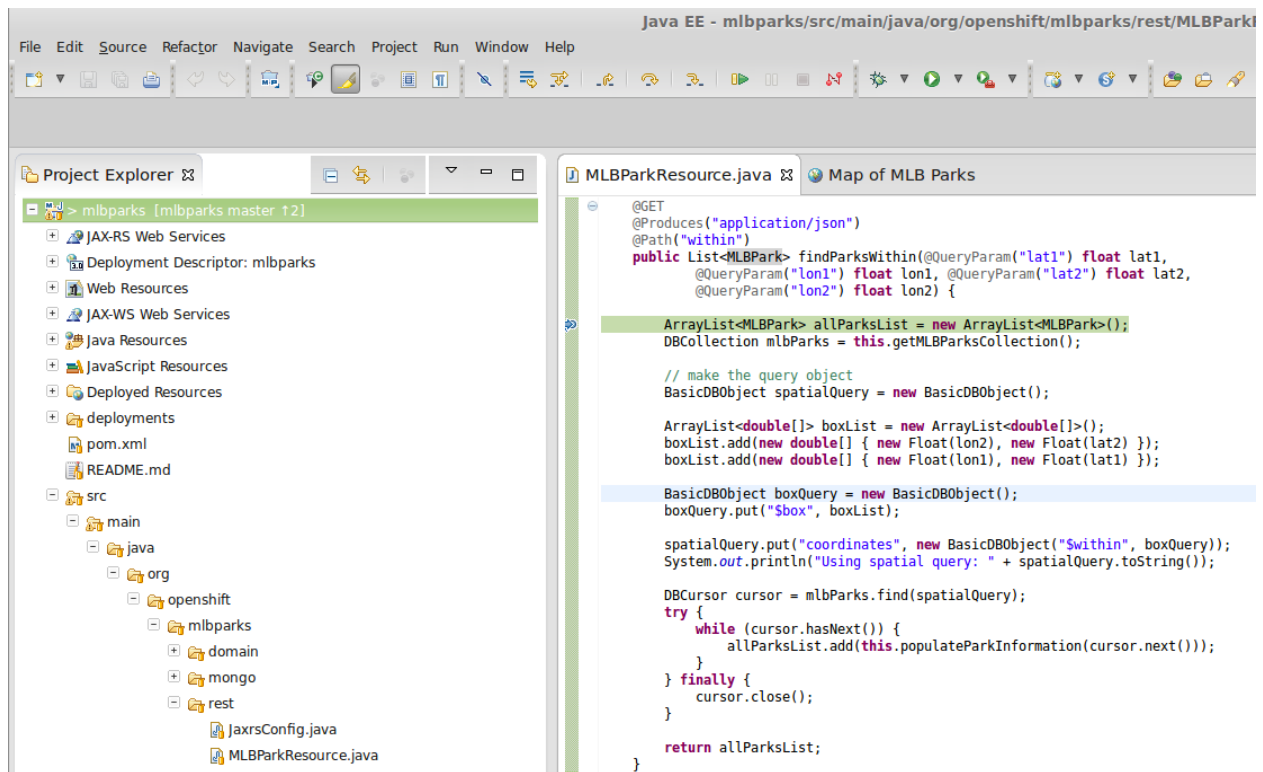 Java EE - mlbparks/src/main/java/org/openshift/mlbparks/rest/MLBPark
File Edit Source Refactor Navigate Search Project Run Window Help
Project Explorer
> mlbparks [mlbparks master ↑2]
JAX-RS Web Services
Deployment Descriptor: mlbparks
Web Resources
JAX-WS Web Services
Java Resources
JavaScript Resources
Deployed Resources
deployments
pom.xml
README.md
src
main
java
org
openshift
mlbparks
domain
mongo
rest
JaxrsConfig.java
MLBParkResource.java
MLBParkResource.java Map of MLB Parks
@GET
@Produces("application/json")
@Path("within")
public List<MLBPark> findParksWithin(@QueryParam("lat1") float lat1,
@QueryParam("lon1") float lon1, @QueryParam("lat2") float lat2,
@QueryParam("lon2") float lon2) {
ArrayList<MLBPark> allParksList = new ArrayList<MLBPark>();
DBCollection mlbParks = this.getMLBParksCollection();
// make the query object
BasicDBObject spatialQuery = new BasicDBObject();
ArrayList<double[]> boxList = new ArrayList<double[]>();
boxList.add(new double[] { new Float(lon2), new Float(lat2) });
boxList.add(new double[] { new Float(lon1), new Float(lat1) });
BasicDBObject boxQuery = new BasicDBObject();
boxQuery.put("$box", boxList);
spatialQuery.put("coordinates", new BasicDBObject("$within", boxQuery));
System.out.println("Using spatial query: " + spatialQuery.toString());
DBCursor cursor = mlbParks.find(spatialQuery);
try {
while (cursor.hasNext()) {
allParksList.add(this.populateParkInformation(cursor.next()));
}
} finally {
cursor.close();
}
return allParksList;
}